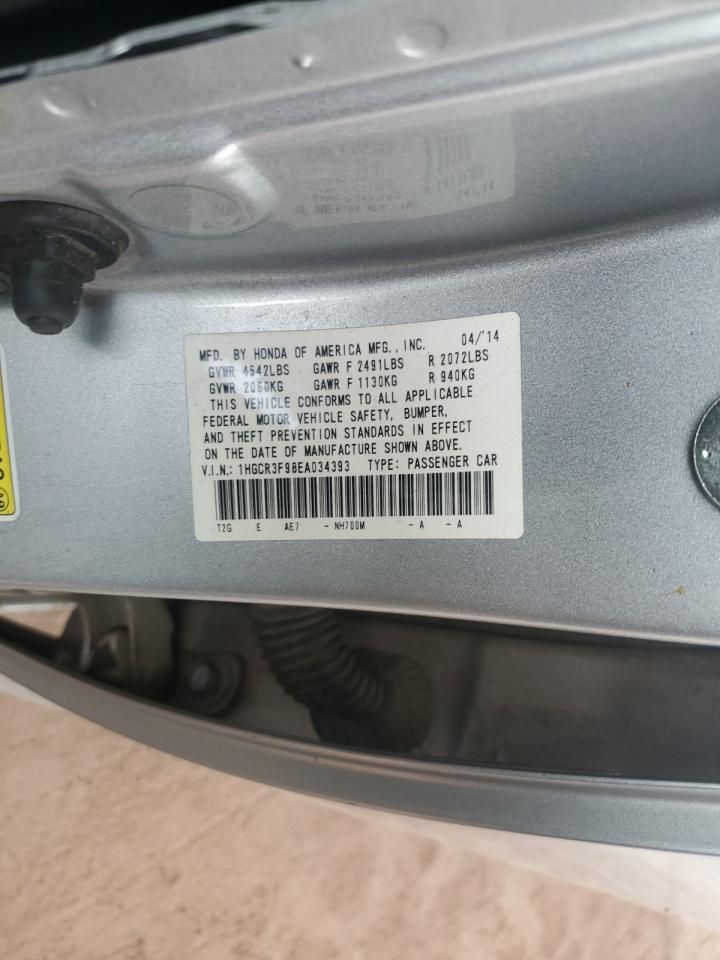 MFD. BY HONDA OF AMERICA MFG., INC. 04/'14
GVWR 4542LBS GAWR F 2491LBS R 2072LBS
GVWR 2060KG GAWR F 1130KG R 940KG
THIS VEHICLE CONFORMS TO ALL APPLICABLE
FEDERAL MOTOR VEHICLE SAFETY, BUMPER,
AND THEFT PREVENTION STANDARDS IN EFFECT
ON THE DATE OF MANUFACTURE SHOWN ABOVE.
V.I.N.: 1HGCR3F98EA034393 TYPE: PASSENGER CAR
T2G E AE7 - NH700M - A - A